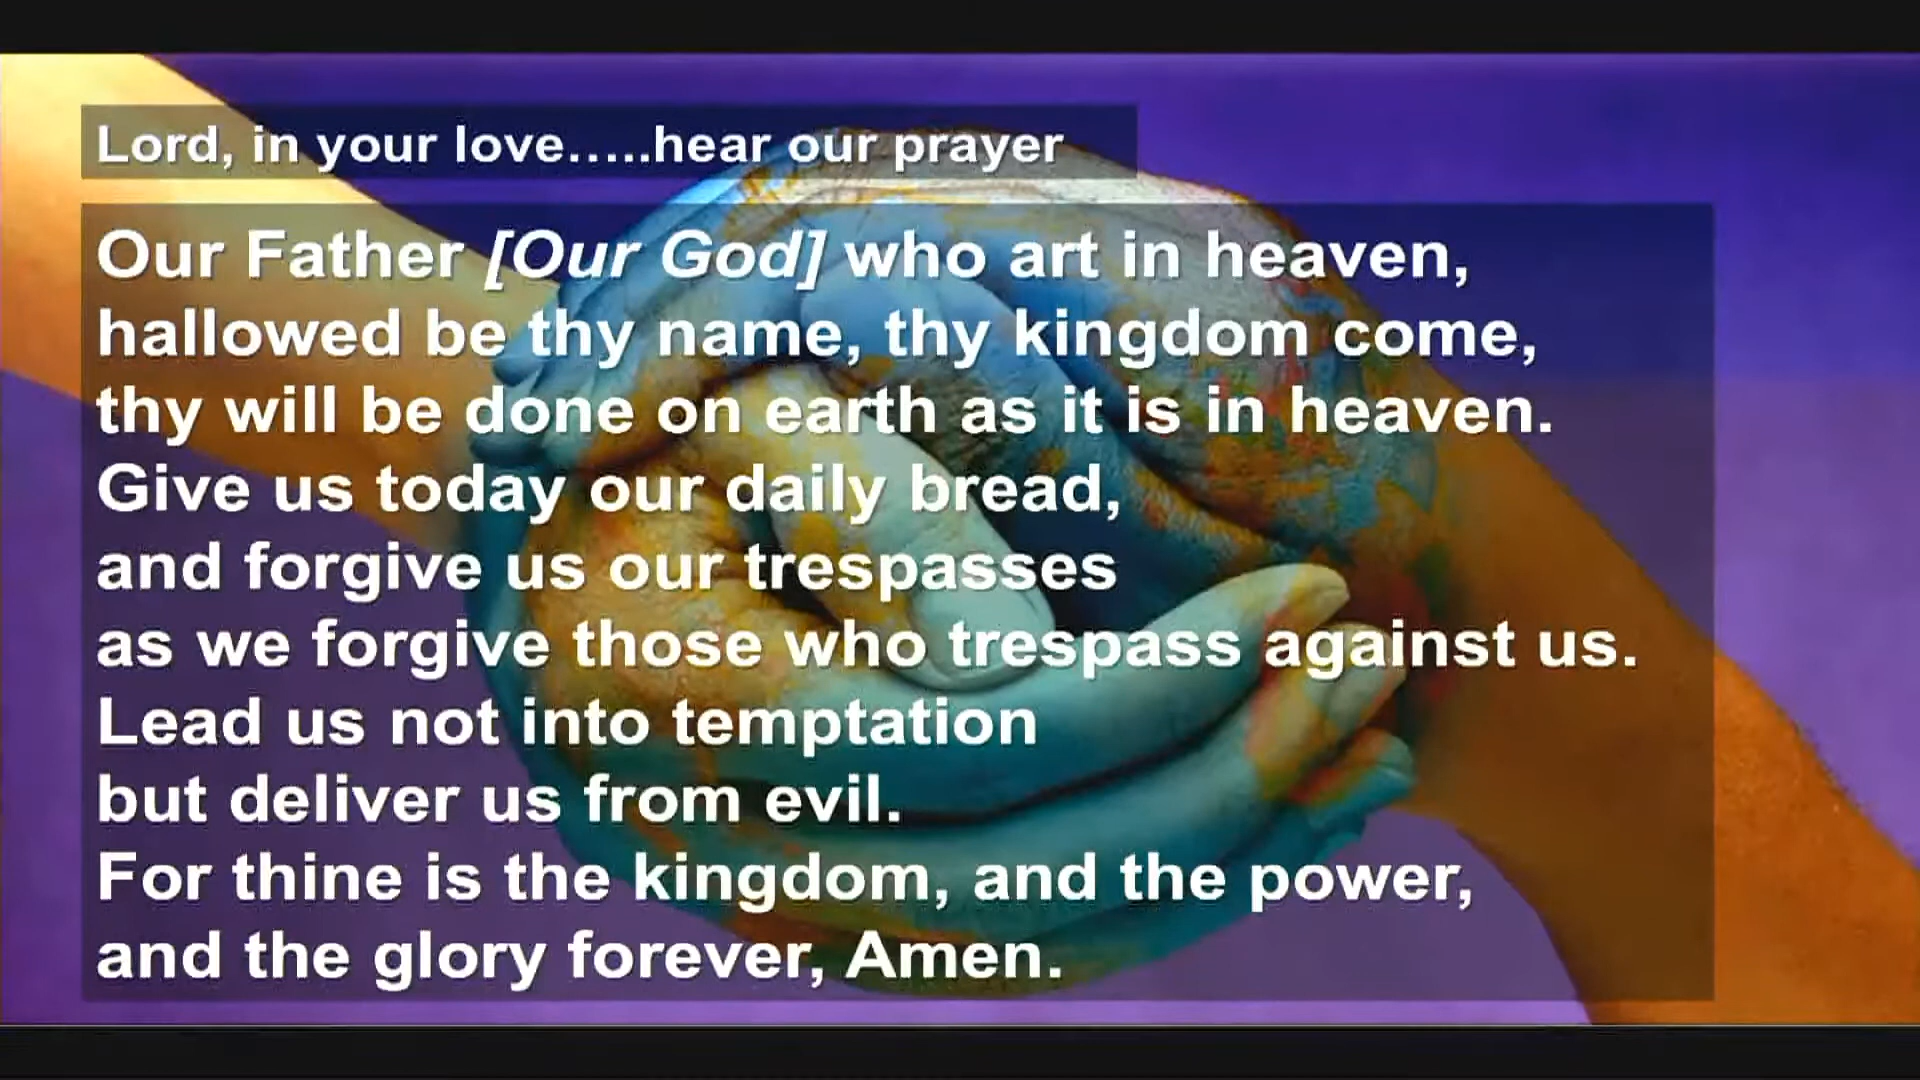 Lord, in your love…..hear our prayer
Our Father [Our God] who art in heaven,
hallowed be thy name, thy kingdom come,
thy will be done on earth as it is in heaven.
Give us today our daily bread,
and forgive us our trespasses
as we forgive those who trespass against us.
Lead us not into temptation
but deliver us from evil.
For thine is the kingdom, and the power,
and the glory forever, Amen.